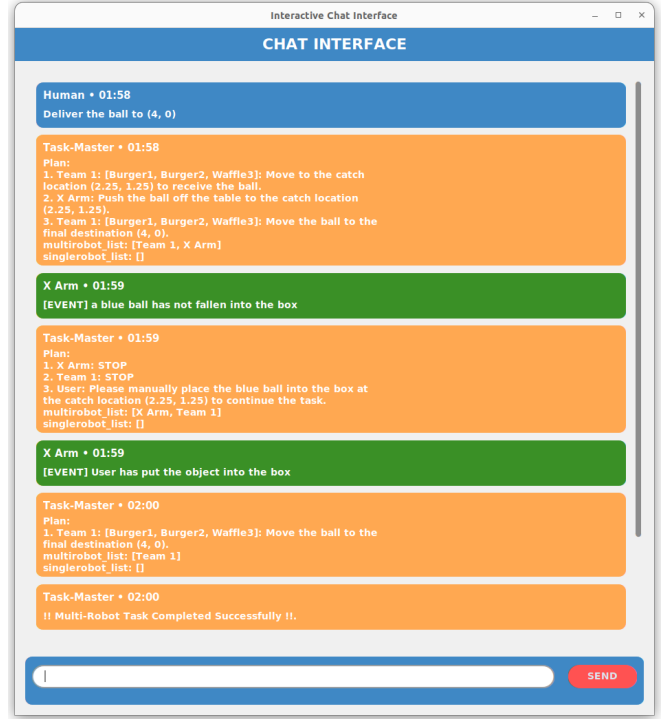 Interactive Chat Interface
CHAT INTERFACE
Human • 01:58
Deliver the ball to (4, 0)
Task-Master • 01:58
Plan:
1. Team 1: [Burger1, Burger2, Waffle3]: Move to the catch
location (2.25, 1.25) to receive the ball.
2. X Arm: Push the ball off the table to the catch location
(2.25, 1.25).
3. Team 1: [Burger1, Burger2, Waffle3]: Move the ball to the
final destination (4, 0).
multirobot_list: [Team 1, X Arm]
singlerobot_list: []
X Arm • 01:59
[EVENT] a blue ball has not fallen into the box
Task-Master • 01:59
Plan:
1. X Arm: STOP
2. Team 1: STOP
3. User: Please manually place the blue ball into the box at
the catch location (2.25, 1.25) to continue the task.
multirobot_list: [X Arm, Team 1]
singlerobot_list: []
X Arm • 01:59
[EVENT] User has put the object into the box
Task-Master • 02:00
Plan:
1. Team 1: [Burger1, Burger2, Waffle3]: Move the ball to the
final destination (4, 0).
multirobot_list: [Team 1]
singlerobot_list: []
Task-Master • 02:00
!! Multi-Robot Task Completed Successfully !!.
SEND